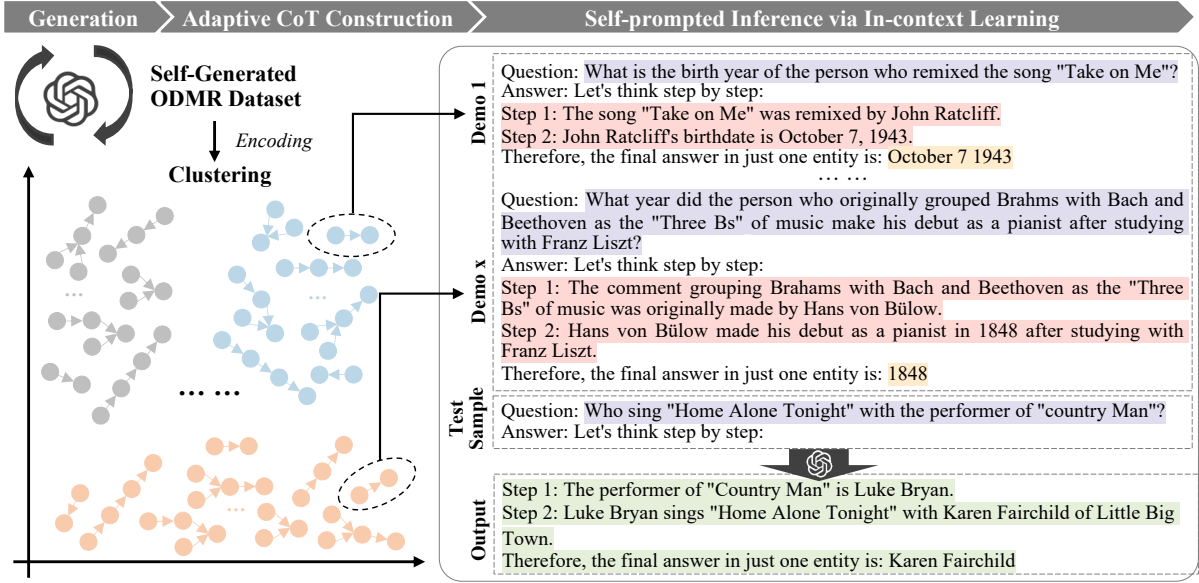 Generation
Adaptive CoT Construction
Self-prompted Inference via In-context Learning
Self-Generated
ODMR Dataset
Encoding
Clustering
...
...
... ...
...
Demo 1
Question: What is the birth year of the person who remixed the song "Take on Me"?
Answer: Let's think step by step:
Step 1: The song "Take on Me" was remixed by John Ratcliff.
Step 2: John Ratcliff's birthdate is October 7, 1943.
Therefore, the final answer in just one entity is: October 7 1943
... ...
Demo x
Question: What year did the person who originally grouped Brahms with Bach and
Beethoven as the "Three Bs" of music make his debut as a pianist after studying
with Franz Liszt?
Answer: Let's think step by step:
Step 1: The comment grouping Brahams with Bach and Beethoven as the "Three
Bs" of music was originally made by Hans von Bülow.
Step 2: Hans von Bülow made his debut as a pianist in 1848 after studying with
Franz Liszt.
Therefore, the final answer in just one entity is: 1848
Test
Sample
Question: Who sing "Home Alone Tonight" with the performer of "country Man"?
Answer: Let's think step by step:
Output
Step 1: The performer of "Country Man" is Luke Bryan.
Step 2: Luke Bryan sings "Home Alone Tonight" with Karen Fairchild of Little Big
Town.
Therefore, the final answer in just one entity is: Karen Fairchild